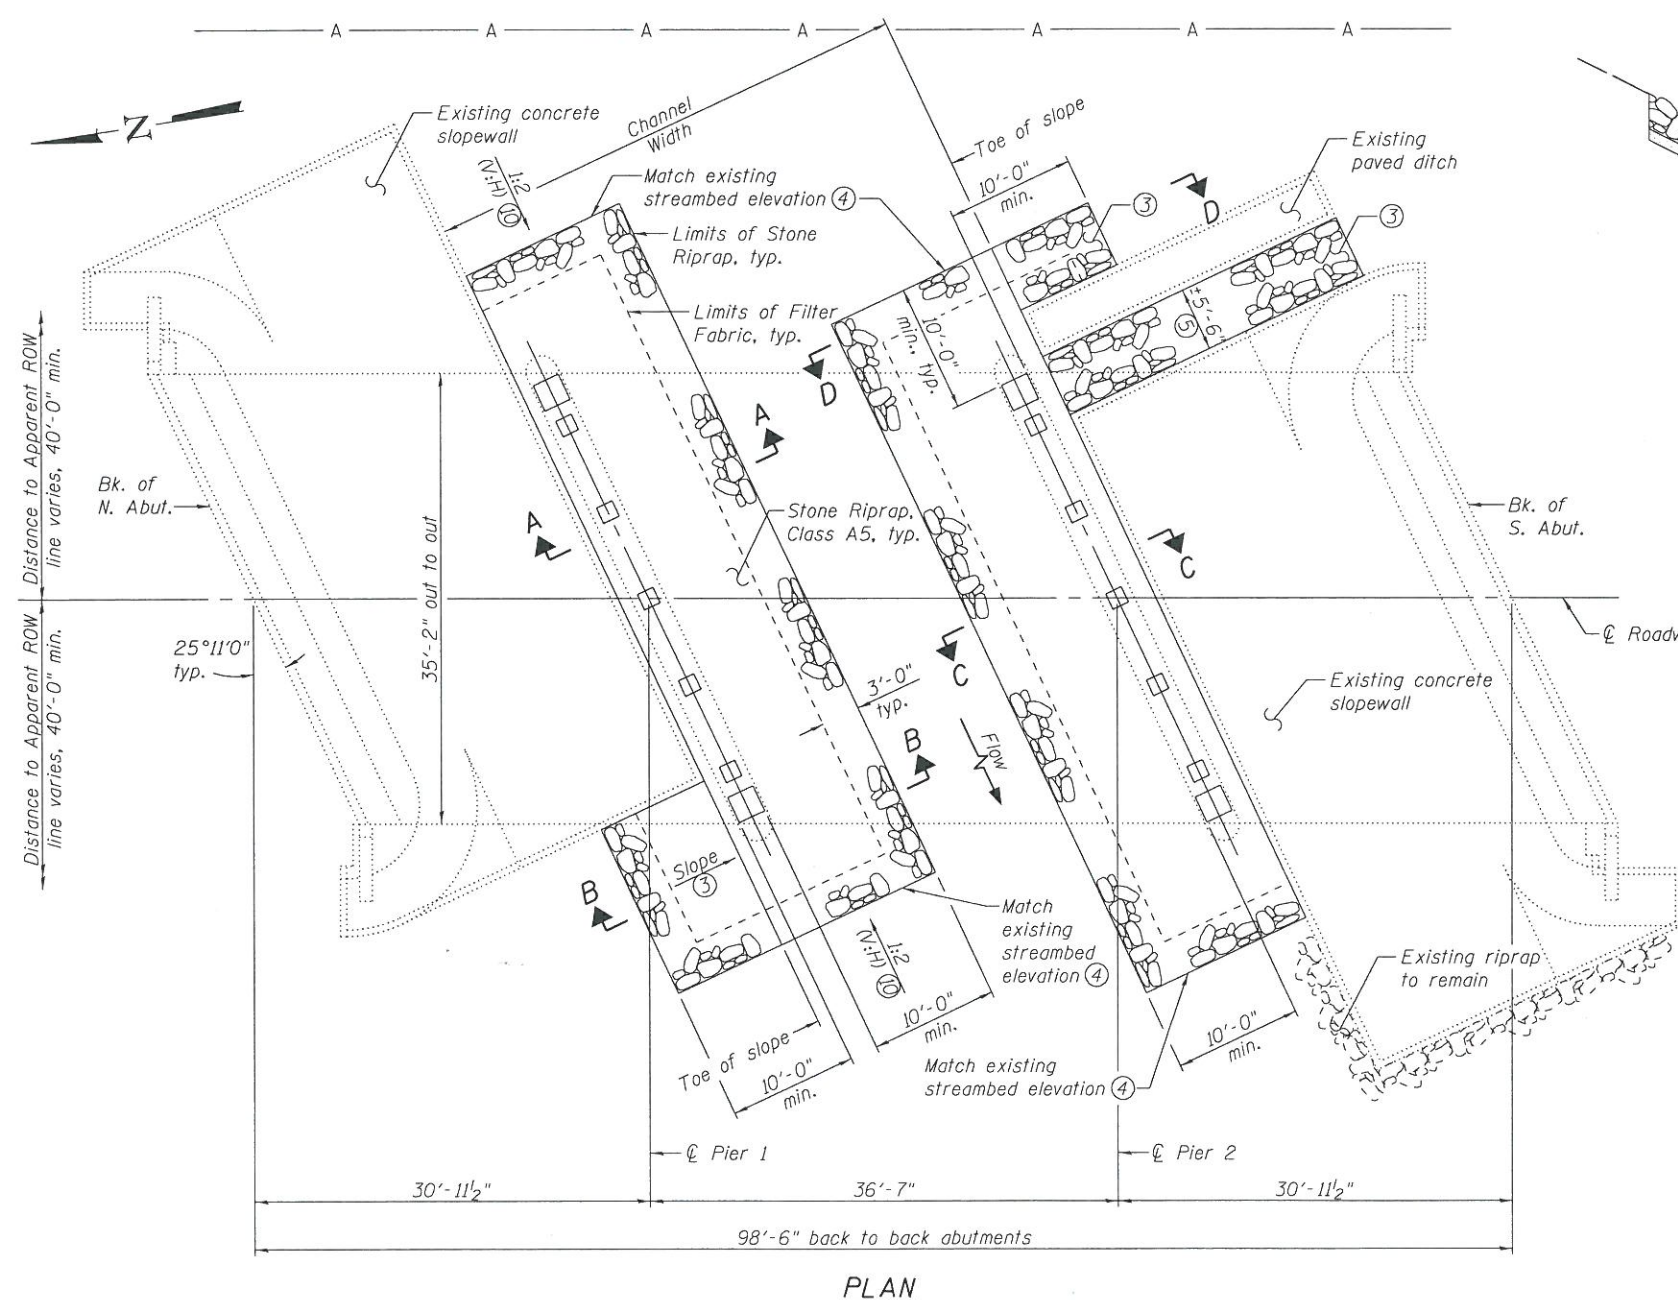 A A A A A A A
Z
Existing concrete
slopewall
Channel
Width
Toe of slope
10'-0"
min.
Existing
paved ditch
1:2
(V:H) ⑩
Match existing
streambed elevation ④
③
D
③
Limits of Stone
Riprap, typ.
Limits of Filter
Fabric, typ.
10'-0"
min., typ.
±5'-6"
⑤
Distance to Apparent ROW
line varies, 40'-0" min.
D
A
Bk. of
N. Abut.
35'-2" out to out
A
Stone Riprap,
Class A5, typ.
C
Bk. of
S. Abut.
℄ Roadw
25°11'0"
typ.
Distance to Apparent ROW
line varies, 40'-0" min.
C
3'-0"
typ.
B
Flow
Existing concrete
slopewall
Slope
③
B
1:2
(V:H) ⑩
Match
existing
streambed
elevation ④
Existing riprap
to remain
Toe of slope
10'-0"
min.
10'-0"
min.
10'-0"
min.
Match existing
streambed elevation ④
℄ Pier 1
℄ Pier 2
30'-11½"
36'-7"
30'-11½"
98'-6" back to back abutments
PLAN